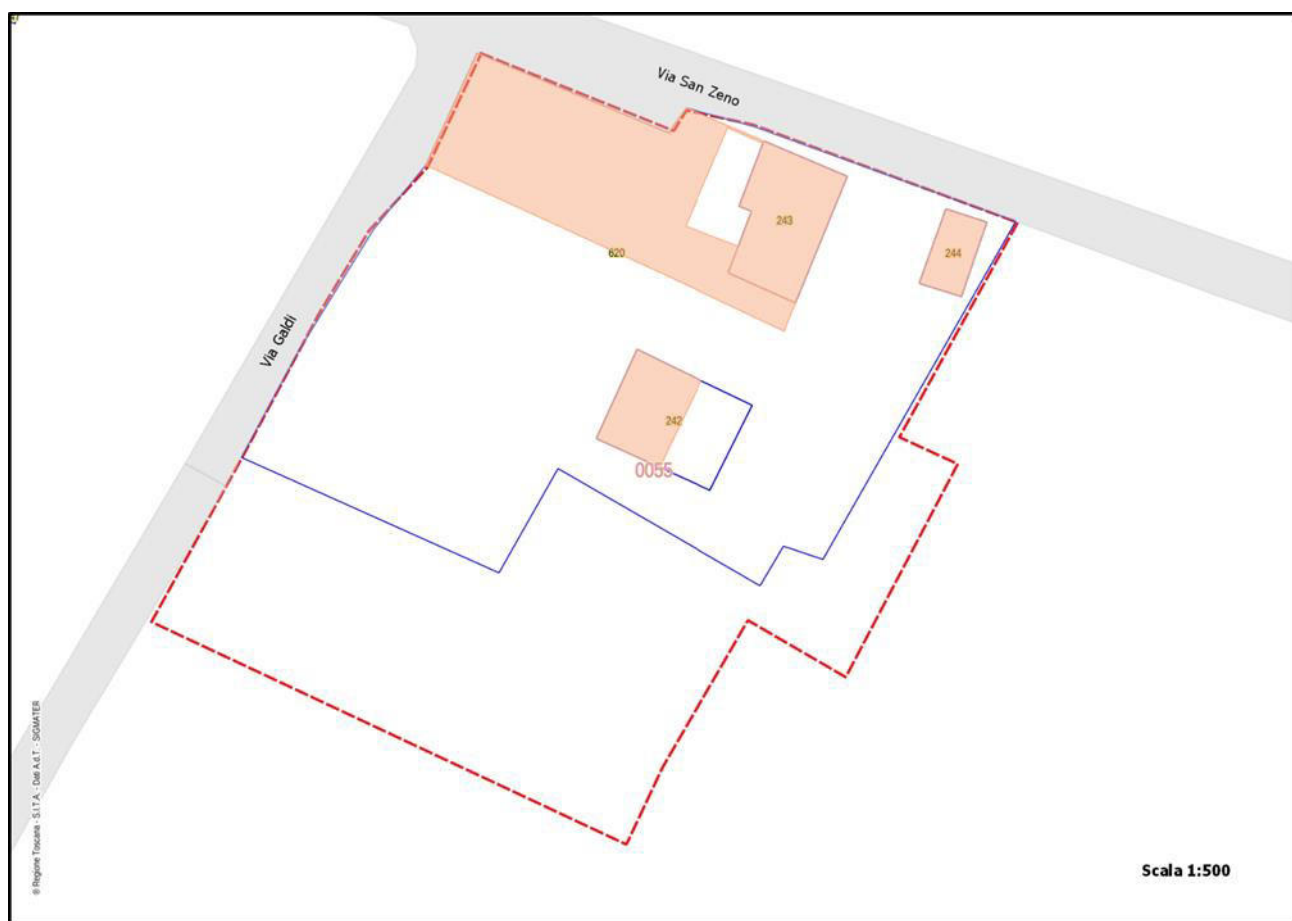 Via San Zeno
243
244
620
Via Galdi
242
0055
© Regione Toscana - S.I.T.A. - Dati A.d.T. - SIGMATER
Scala 1:500